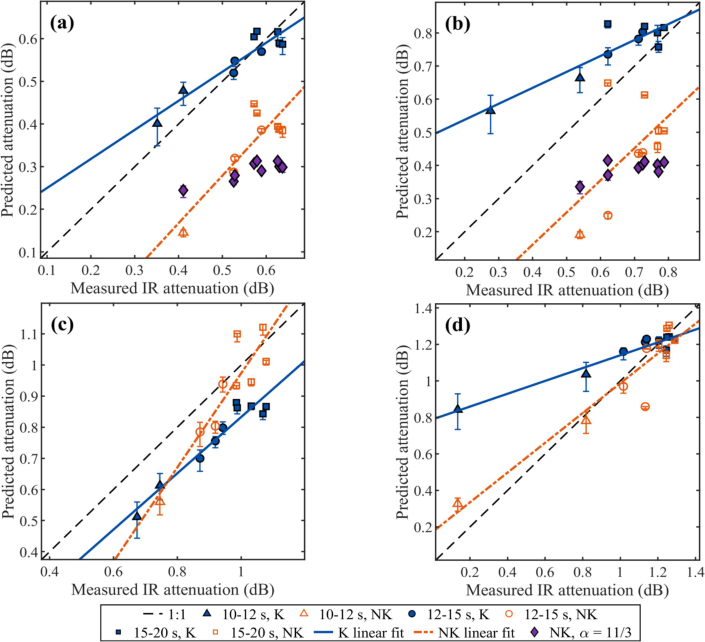 (a)
(b)
0.6
0.5
0.4
0.3
0.2
0.1
Predicted attenuation (dB)
0.1 0.2 0.3 0.4 0.5 0.6
Measured IR attenuation (dB)
0.9
0.8
0.7
0.6
0.5
0.4
0.3
0.2
Predicted attenuation (dB)
0.2 0.3 0.4 0.5 0.6 0.7 0.8
Measured IR attenuation (dB)
(c)
(d)
1.1
1
0.9
0.8
0.7
0.6
0.5
0.4
Predicted attenuation (dB)
0.4 0.6 0.8 1
Measured IR attenuation (dB)
1.4
1.2
1
0.8
0.6
0.4
0.2
Predicted attenuation (dB)
0.2 0.4 0.6 0.8 1 1.2 1.4
Measured IR attenuation (dB)
1:1 10-12 s, K 10-12 s, NK 12-15 s, K 12-15 s, NK
15-20 s, K 15-20 s, NK K linear fit NK linear fit NK, α = 11/3